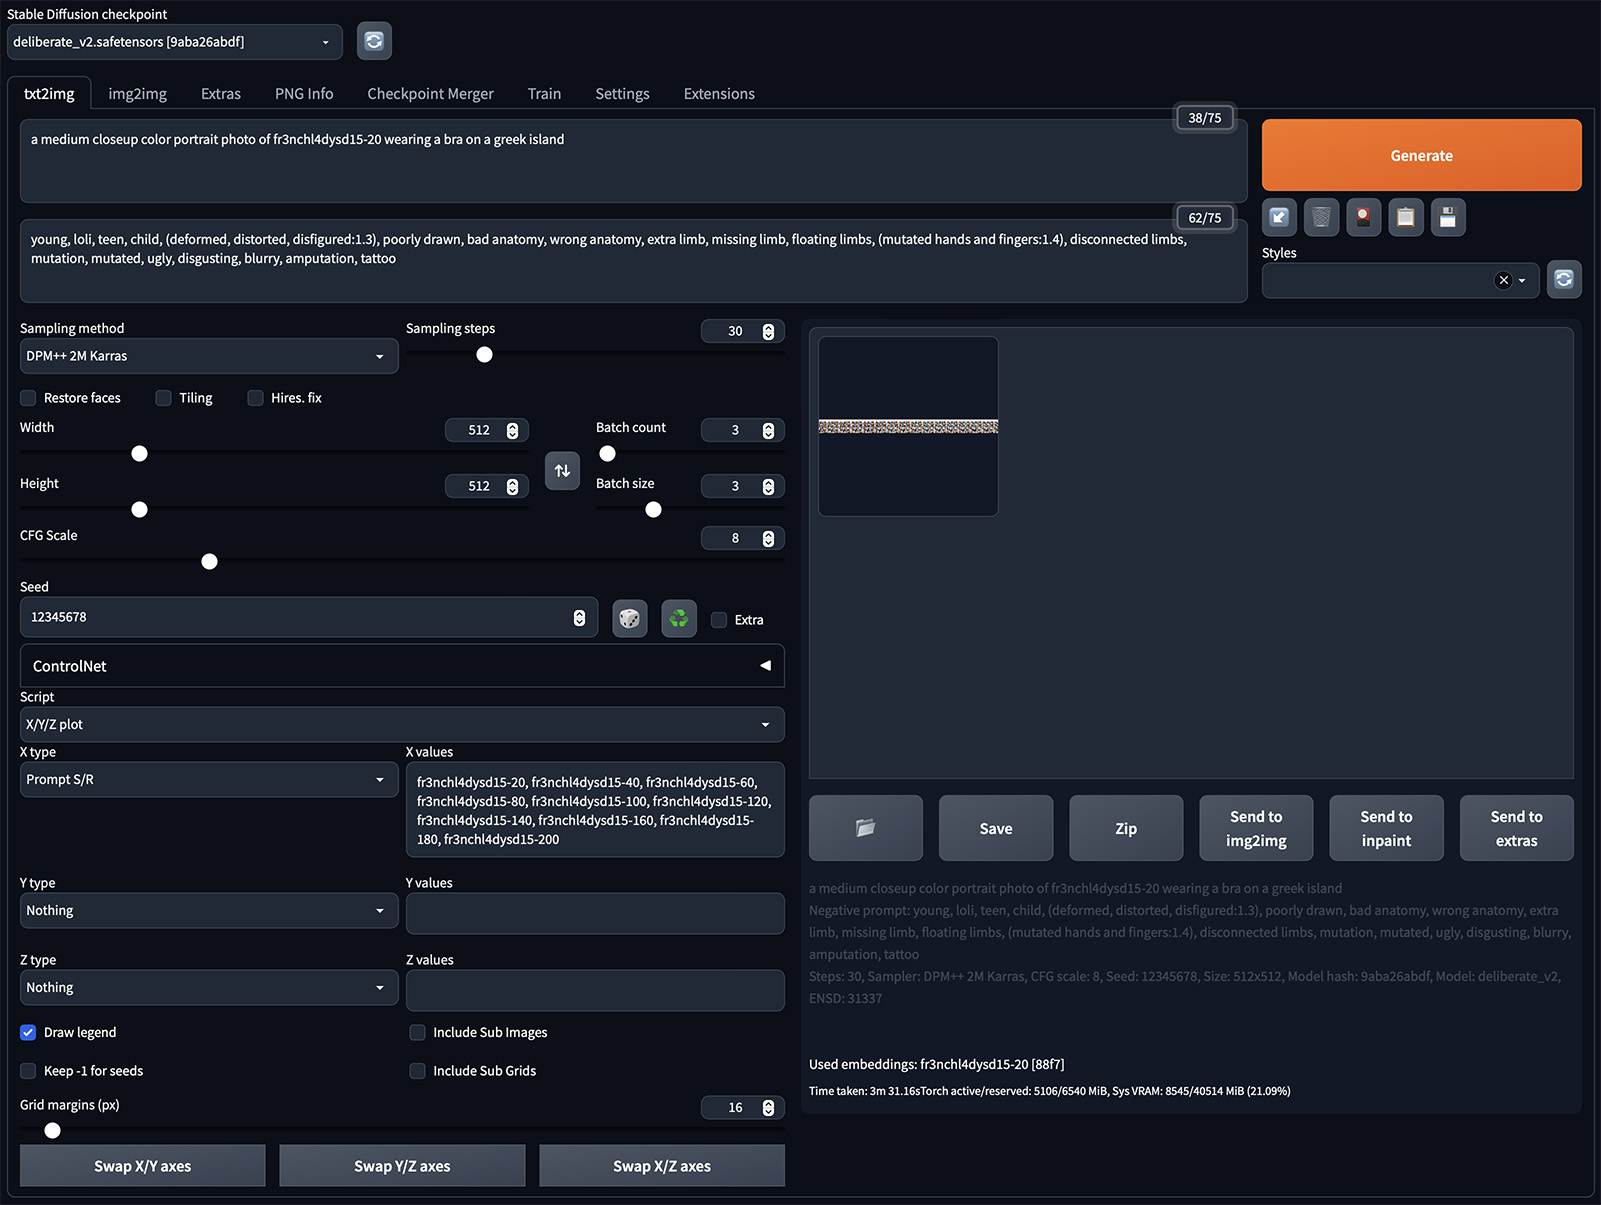 Stable Diffusion checkpoint
deliberate_v2.safetensors [9aba26abdf]
txt2img img2img Extras PNG Info Checkpoint Merger Train Settings Extensions
38/75
a medium closeup color portrait photo of fr3nchl4dysd15-20 wearing a bra on a greek island
Generate
62/75
young, loli, teen, child, (deformed, distorted, disfigured:1.3), poorly drawn, bad anatomy, wrong anatomy, extra limb, missing limb, floating limbs, (mutated hands and fingers:1.4), disconnected limbs,
mutation, mutated, ugly, disgusting, blurry, amputation, tattoo
Styles
Sampling method
DPM++ 2M Karras
Sampling steps
30
Restore faces Tiling Hires. fix
Width
512
Batch count
3
Height
512
Batch size
3
CFG Scale
8
Seed
12345678
Extra
ControlNet
Script
X/Y/Z plot
X type
Prompt S/R
X values
fr3nchl4dysd15-20, fr3nchl4dysd15-40, fr3nchl4dysd15-60,
fr3nchl4dysd15-80, fr3nchl4dysd15-100, fr3nchl4dysd15-120,
fr3nchl4dysd15-140, fr3nchl4dysd15-160, fr3nchl4dysd15-
180, fr3nchl4dysd15-200
Y type
Nothing
Y values
Z type
Nothing
Z values
Draw legend
Include Sub Images
Keep -1 for seeds
Include Sub Grids
Grid margins (px)
16
Swap X/Y axes
Swap Y/Z axes
Swap X/Z axes
Save
Zip
Send to
img2img
Send to
inpaint
Send to
extras
a medium closeup color portrait photo of fr3nchl4dysd15-20 wearing a bra on a greek island
Negative prompt: young, loli, teen, child, (deformed, distorted, disfigured:1.3), poorly drawn, bad anatomy, wrong anatomy, extra
limb, missing limb, floating limbs, (mutated hands and fingers:1.4), disconnected limbs, mutation, mutated, ugly, disgusting, blurry,
amputation, tattoo
Steps: 30, Sampler: DPM++ 2M Karras, CFG scale: 8, Seed: 12345678, Size: 512x512, Model hash: 9aba26abdf, Model: deliberate_v2,
ENSD: 31337
Used embeddings: fr3nchl4dysd15-20 [88f7]
Time taken: 3m 31.16sTorch active/reserved: 5106/6540 MiB, Sys VRAM: 8545/40514 MiB (21.09%)